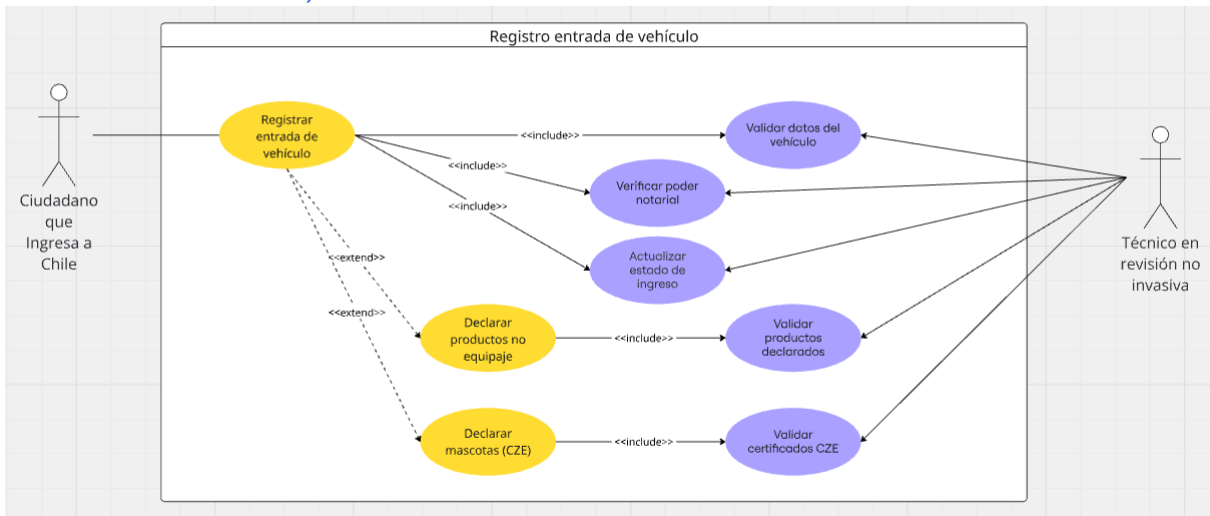 Registro entrada de vehículo
Ciudadano
que
Ingresa a
Chile
Registrar
entrada de
vehículo
<<include>>
<<include>>
<<include>>
<<extend>>
<<extend>>
Validar datos del
vehículo
Verificar poder
notarial
Actualizar
estado de
ingreso
Declarar
productos no
equipaje
<<include>>
Validar
productos
declarados
Declarar
mascotas (CZE)
<<include>>
Validar
certificados CZE
Técnico en
revisión no
invasiva